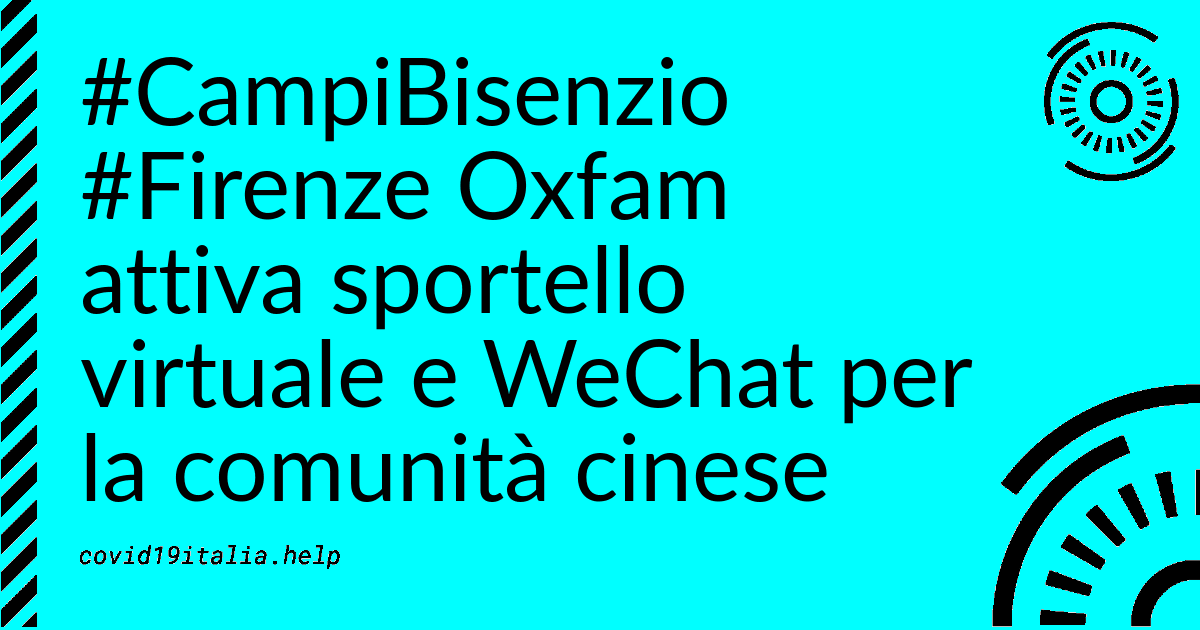 #CampiBisenzio
#Firenze Oxfam
attiva sportello
virtuale e WeChat per
la comunità cinese
covid19italia.help